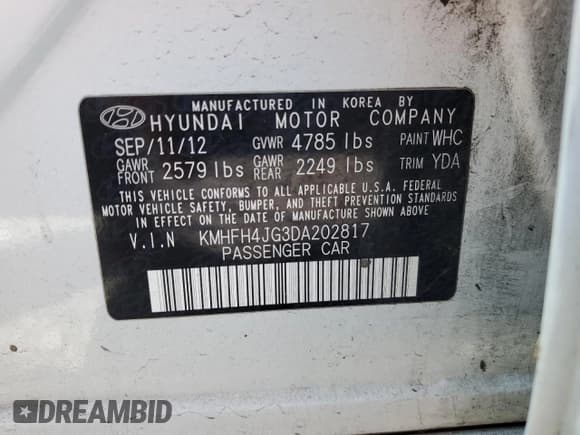 MANUFACTURED IN KOREA BY
HYUNDAI MOTOR COMPANY
SEP/11/12 GVWR 4785 lbs PAINT WHC
GAWR FRONT 2579 lbs GAWR REAR 2249 lbs TRIM YDA
THIS VEHICLE CONFORMS TO ALL APPLICABLE U.S.A. FEDERAL
MOTOR VEHICLE SAFETY, BUMPER, AND THEFT PREVENTION STANDARDS
IN EFFECT ON THE DATE OF MANUFACTURE SHOWN ABOVE.
V.I.N KMHFH4JG3DA202817
PASSENGER CAR
DREAMBID